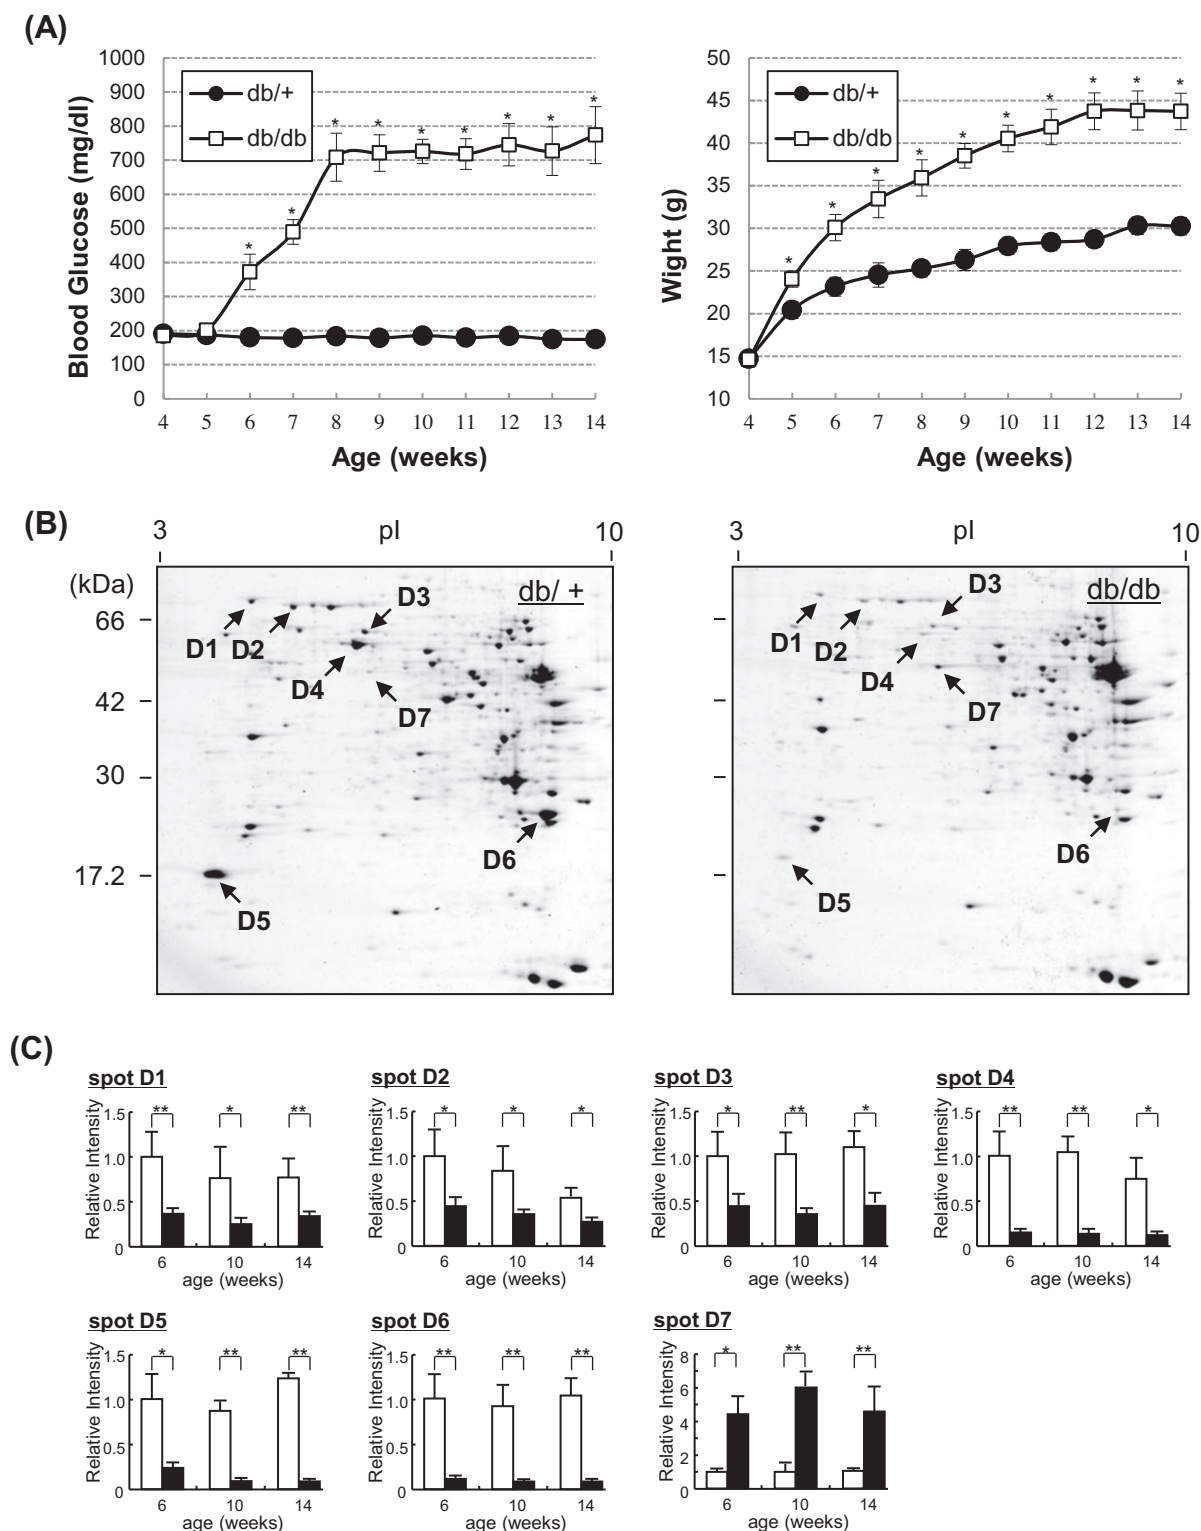 (A)
1000
900
800
700
600
500
400
300
200
100
0
Blood Glucose (mg/dl)
db/+
db/db
* * * * * * * * *
4 5 6 7 8 9 10 11 12 13 14
Age (weeks)
50
45
40
35
30
25
20
15
10
Wight (g)
db/+
db/db
* * * * * * * * * *
4 5 6 7 8 9 10 11 12 13 14
Age (weeks)
(B)
3 pI 10
(kDa)
66
42
30
17.2
db/ +
D1
D2
D3
D4
D7
D6
D5
3 pI 10
db/db
D3
D1
D2
D4
D7
D6
D5
(C)
spot D1
Relative Intensity
1.5
1.0
0.5
0
** * **
6 10 14
age (weeks)
spot D2
Relative Intensity
1.5
1.0
0.5
0
* * *
6 10 14
age (weeks)
spot D3
Relative Intensity
1.5
1.0
0.5
0
* ** *
6 10 14
age (weeks)
spot D4
Relative Intensity
1.5
1.0
0.5
0
** ** *
6 10 14
age (weeks)
spot D5
Relative Intensity
1.5
1.0
0.5
0
* ** **
6 10 14
age (weeks)
spot D6
Relative Intensity
1.5
1.0
0.5
0
** ** **
6 10 14
age (weeks)
spot D7
Relative Intensity
8
6
4
2
0
* ** **
6 10 14
age (weeks)